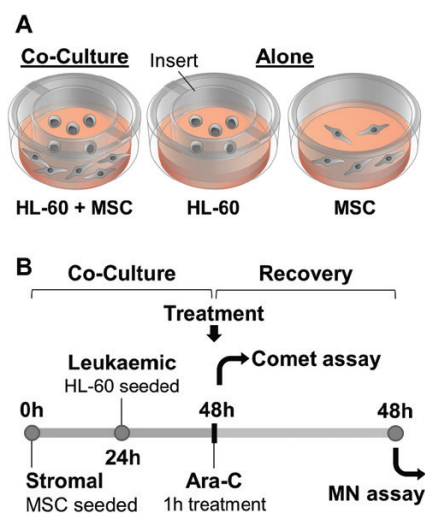 A
Co-Culture
Insert
Alone
HL-60 + MSC
HL-60
MSC
B
Co-Culture
Recovery
Treatment
Comet assay
Leukaemic
HL-60 seeded
0h
48h
48h
24h
Stromal
MSC seeded
Ara-C
1h treatment
MN assay